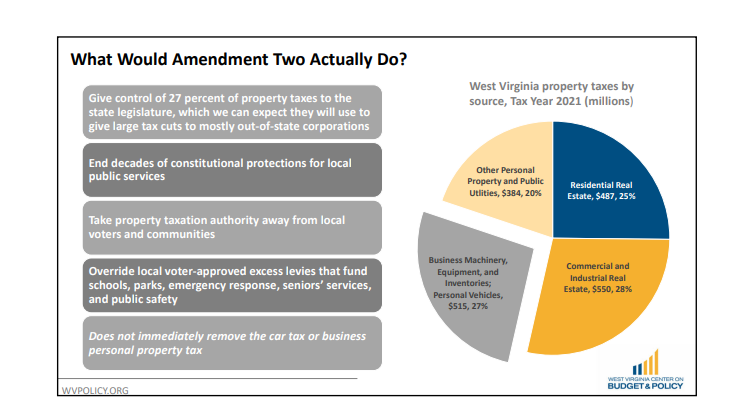 What Would Amendment Two Actually Do?
Give control of 27 percent of property taxes to the
state legislature, which we can expect they will use to
give large tax cuts to mostly out-of-state corporations
End decades of constitutional protections for local
public services
Take property taxation authority away from local
voters and communities
Override local voter-approved excess levies that fund
schools, parks, emergency response, seniors’ services,
and public safety
Does not immediately remove the car tax or business
personal property tax
West Virginia property taxes by
source, Tax Year 2021 (millions)
Other Personal
Property and Public
Utlities, $384, 20%
Residential Real
Estate, $487, 25%
Business Machinery,
Equipment, and
Inventories;
Personal Vehicles,
$515, 27%
Commercial and
Industrial Real
Estate, $550, 28%
WVPOLICY.ORG
WEST VIRGINIA CENTER ON
BUDGET & POLICY